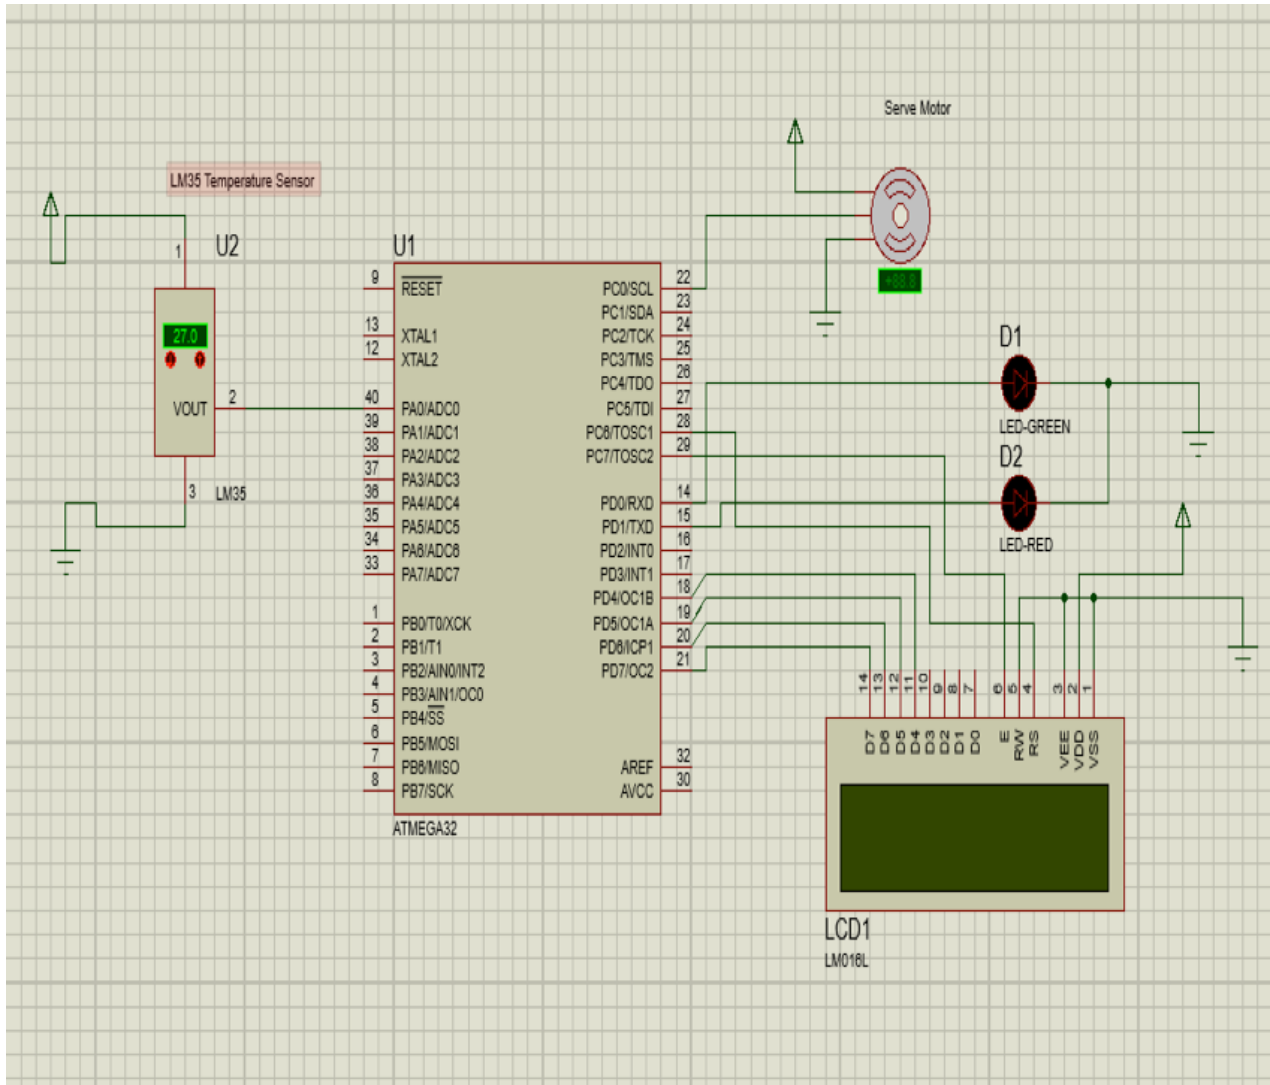 Serve Motor
LM35 Temperature Sensor
U2
U1
1
27.0
VOUT
2
3
LM35
9
RESET
13
XTAL1
12
XTAL2
40
PA0/ADC0
39
PA1/ADC1
38
PA2/ADC2
37
PA3/ADC3
36
PA4/ADC4
35
PA5/ADC5
34
PA6/ADC6
33
PA7/ADC7
1
PB0/T0/XCK
2
PB1/T1
3
PB2/AIN0/INT2
4
PB3/AIN1/OC0
5
PB4/SS
6
PB5/MOSI
7
PB6/MISO
8
PB7/SCK
22
PC0/SCL
23
PC1/SDA
24
PC2/TCK
25
PC3/TMS
26
PC4/TDO
27
PC5/TDI
28
PC6/TOSC1
29
PC7/TOSC2
14
PD0/RXD
15
PD1/TXD
16
PD2/INT0
17
PD3/INT1
18
PD4/OC1B
19
PD5/OC1A
20
PD6/ICP1
21
PD7/OC2
32
AREF
30
AVCC
ATMEGA32
+88.8
D1
LED-GREEN
D2
LED-RED
14 13 12 11 10 9 8 7 6 5 4 3 2 1
D7 D6 D5 D4 D3 D2 D1 D0 E RW RS VEE VDD VSS
LCD1
LM016L